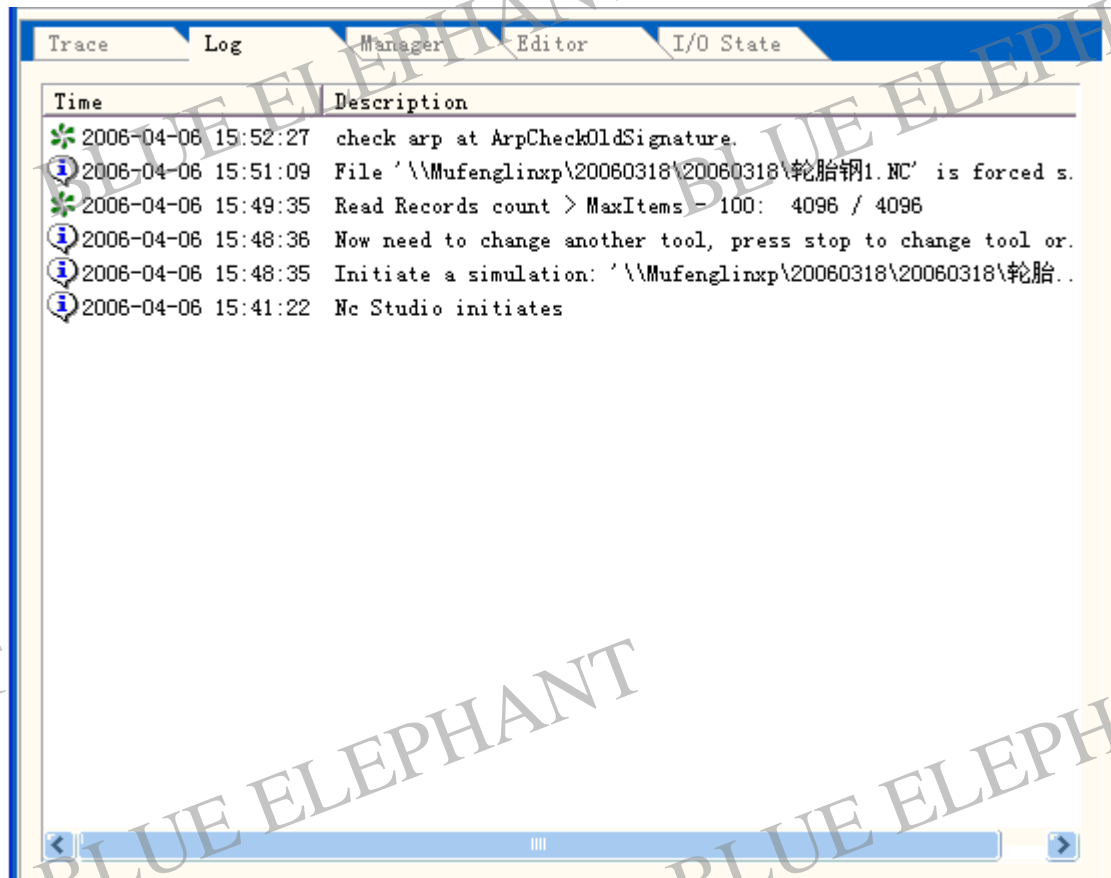 Trace Log Manager Editor I/O State
Time Description
2006-04-06 15:52:27 check arp at ArpCheckOldSignature.
2006-04-06 15:51:09 File '\\Mufenglinxp\20060318\20060318\轮胎钢1.NC' is forced s.
2006-04-06 15:49:35 Read Records count > MaxItems - 100: 4096 / 4096
2006-04-06 15:48:36 Now need to change another tool, press stop to change tool or.
2006-04-06 15:48:35 Initiate a simulation: '\\Mufenglinxp\20060318\20060318\轮胎..
2006-04-06 15:41:22 Nc Studio initiates
BLUE ELEPHANT
BLUE ELEPHANT
BLUE ELEPHANT
BLUE ELEPHANT